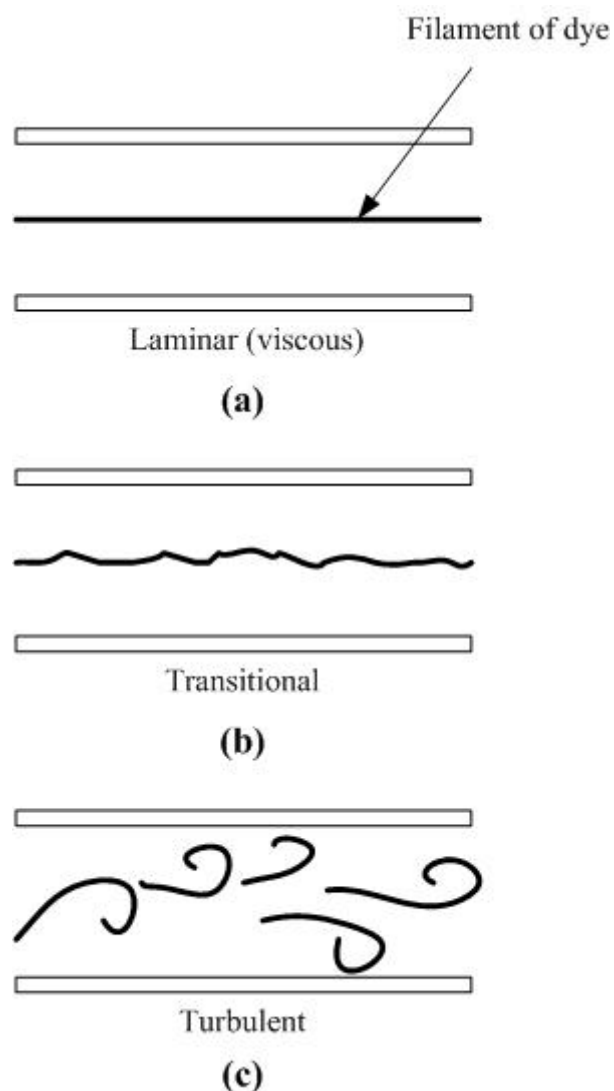 Filament of dye
Laminar (viscous)
(a)
Transitional
(b)
Turbulent
(c)